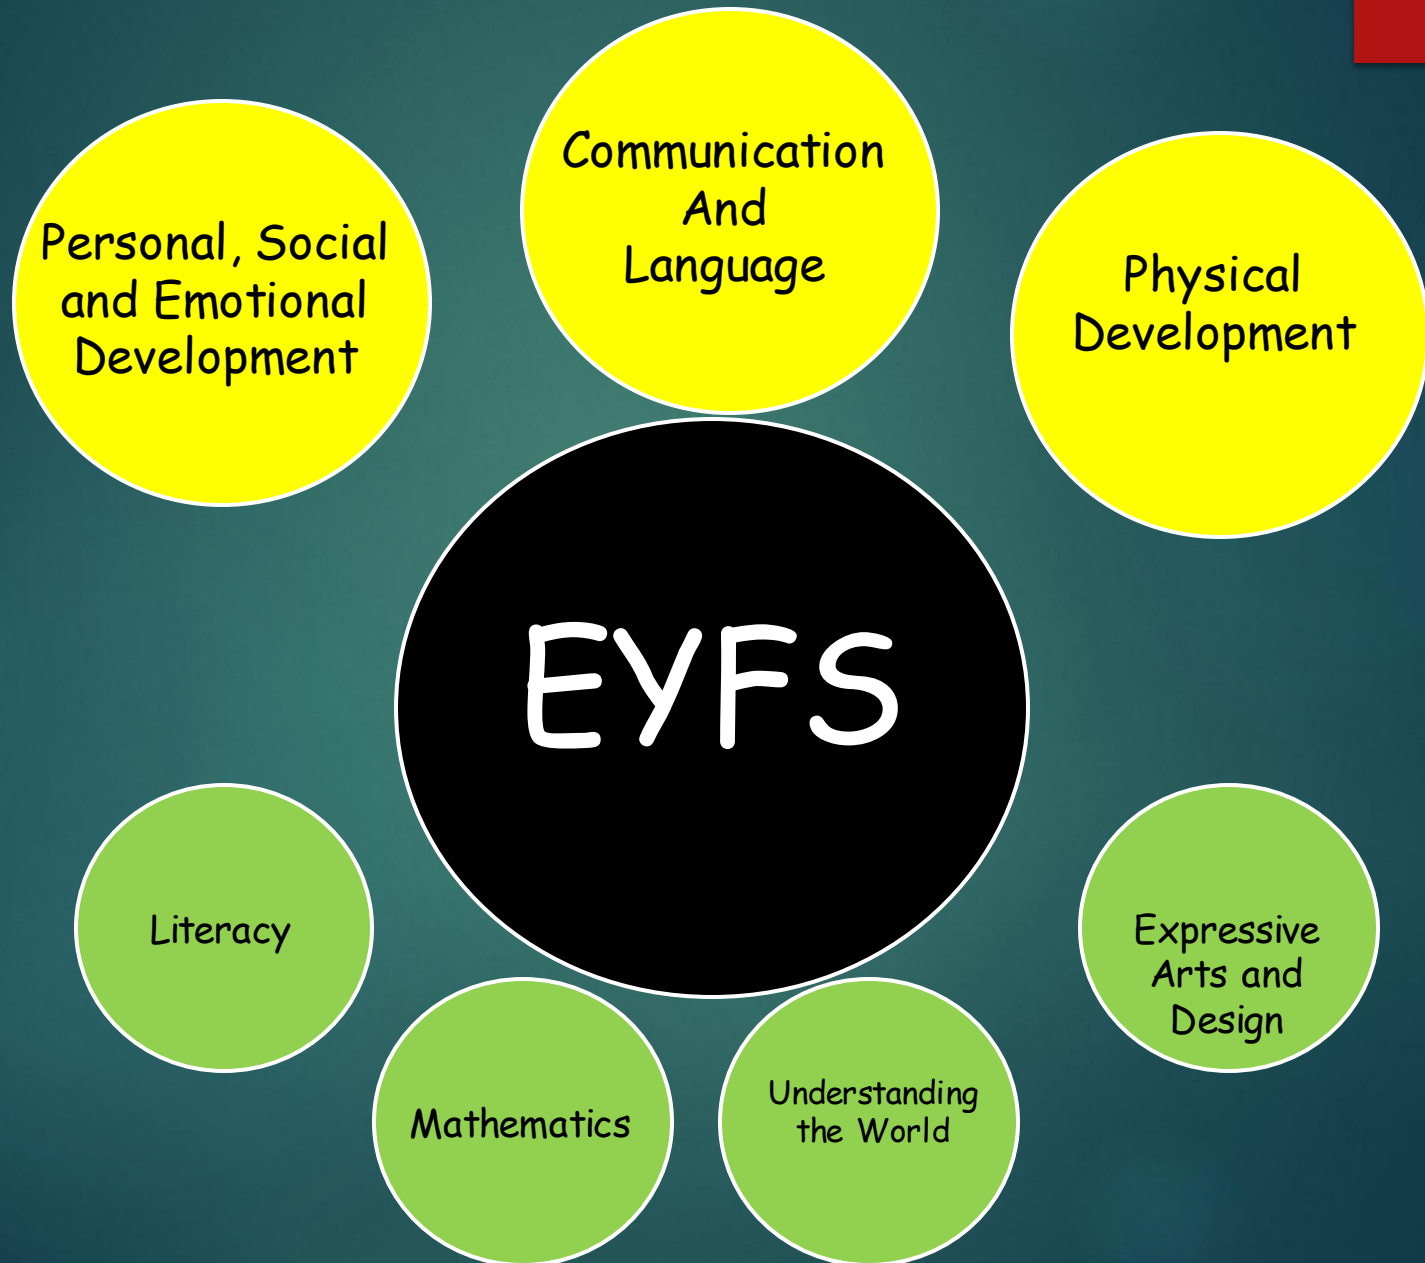 Communication
And
Language
Personal, Social
and Emotional
Development
Physical
Development
EYFS
Literacy
Expressive
Arts and
Design
Mathematics
Understanding
the World